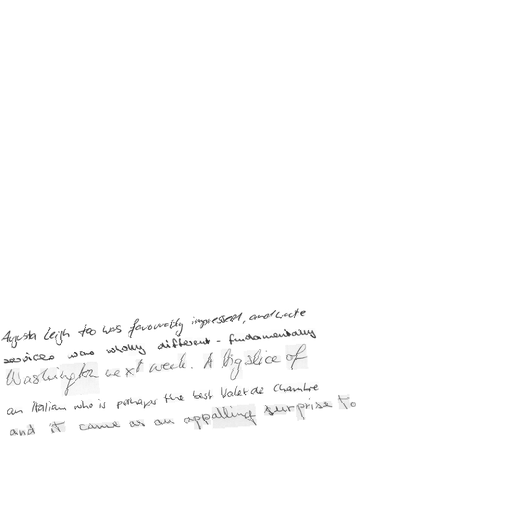 Augusta Leigh too was favourably impressed, and wrote
services was wholly different - fundamentally
Washington next week. A big slice of
an Italian who is perhaps the best Valet de Chambre
and it came as an appalling surprise to